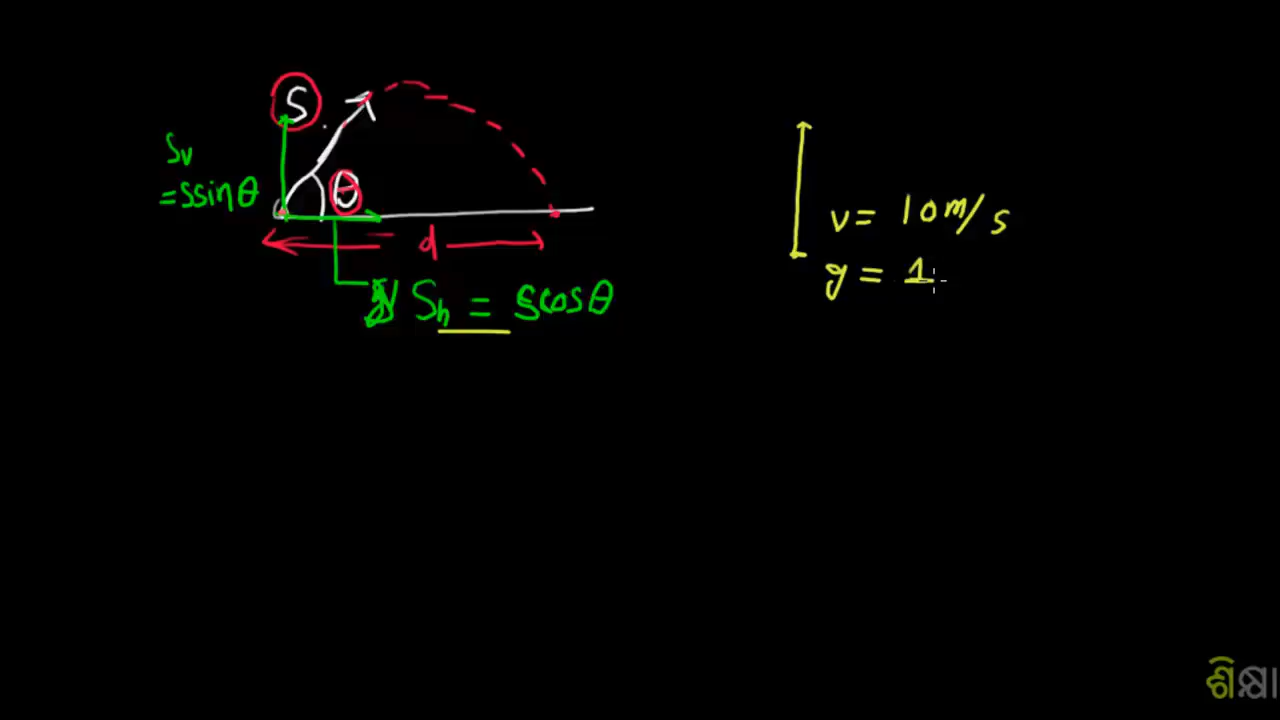 S
Sv
= ssinθ
θ
d
Sh = scosθ
v = 10m/s
g = 1
ଶିକ୍ଷା